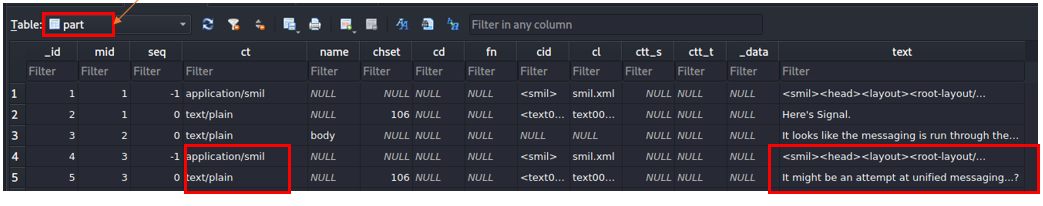 Table: part Filter in any column
_id mid seq ct name chset cd fn cid cl ctt_s ctt_t _data text
Filter Filter Filter Filter Filter Filter Filter Filter Filter Filter Filter Filter Filter Filter
1 1 1 -1 application/smil NULL NULL NULL NULL <smil> smil.xml NULL NULL NULL <smil><head><layout><root-layout/...
2 2 1 0 text/plain NULL 106 NULL NULL <text0... text00... NULL NULL NULL Here's Signal.
3 3 2 0 text/plain body NULL NULL NULL NULL NULL NULL NULL NULL It looks like the messaging is run through the...
4 4 3 -1 application/smil NULL NULL NULL NULL <smil> smil.xml NULL NULL NULL <smil><head><layout><root-layout/...
5 5 3 0 text/plain NULL 106 NULL NULL <text0... text00... NULL NULL NULL It might be an attempt at unified messaging...?